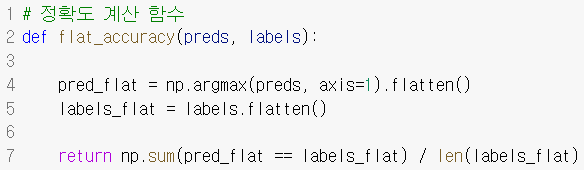 1 # 정확도 계산 함수
2 def flat_accuracy(preds, labels):
3
4     pred_flat = np.argmax(preds, axis=1).flatten()
5     labels_flat = labels.flatten()
6
7     return np.sum(pred_flat == labels_flat) / len(labels_flat)